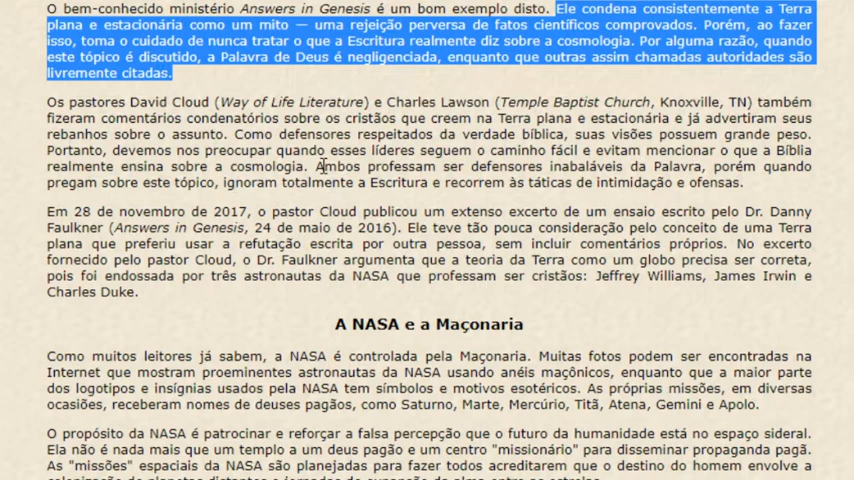 O bem-conhecido ministério Answers in Genesis é um bom exemplo disto. Ele condena consistentemente a Terra
plana e estacionária como um mito — uma rejeição perversa de fatos científicos comprovados. Porém, ao fazer
isso, toma o cuidado de nunca tratar o que a Escritura realmente diz sobre a cosmologia. Por alguma razão, quando
este tópico é discutido, a Palavra de Deus é negligenciada, enquanto que outras assim chamadas autoridades são
livremente citadas.
Os pastores David Cloud (Way of Life Literature) e Charles Lawson (Temple Baptist Church, Knoxville, TN) também
fizeram comentários condenatórios sobre os cristãos que creem na Terra plana e estacionária e já advertiram seus
rebanhos sobre o assunto. Como defensores respeitados da verdade bíblica, suas visões possuem grande peso.
Portanto, devemos nos preocupar quando esses líderes seguem o caminho fácil e evitam mencionar o que a Bíblia
realmente ensina sobre a cosmologia. Ambos professam ser defensores inabaláveis da Palavra, porém quando
pregam sobre este tópico, ignoram totalmente a Escritura e recorrem às táticas de intimidação e ofensas.
Em 28 de novembro de 2017, o pastor Cloud publicou um extenso excerto de um ensaio escrito pelo Dr. Danny
Faulkner (Answers in Genesis, 24 de maio de 2016). Ele teve tão pouca consideração pelo conceito de uma Terra
plana que preferiu usar a refutação escrita por outra pessoa, sem incluir comentários próprios. No excerto
fornecido pelo pastor Cloud, o Dr. Faulkner argumenta que a teoria da Terra como um globo precisa ser correta,
pois foi endossada por três astronautas da NASA que professam ser cristãos: Jeffrey Williams, James Irwin e
Charles Duke.
A NASA e a Maçonaria
Como muitos leitores já sabem, a NASA é controlada pela Maçonaria. Muitas fotos podem ser encontradas na
Internet que mostram proeminentes astronautas da NASA usando anéis maçônicos, enquanto que a maior parte
dos logotipos e insígnias usados pela NASA tem símbolos e motivos esotéricos. As próprias missões, em diversas
ocasiões, receberam nomes de deuses pagãos, como Saturno, Marte, Mercúrio, Titã, Atena, Gemini e Apolo.
O propósito da NASA é patrocinar e reforçar a falsa percepção que o futuro da humanidade está no espaço sideral.
Ela não é nada mais que um templo a um deus pagão e um centro "missionário" para disseminar propaganda pagã.
As "missões" espaciais da NASA são planejadas para fazer todos acreditarem que o destino do homem envolve a